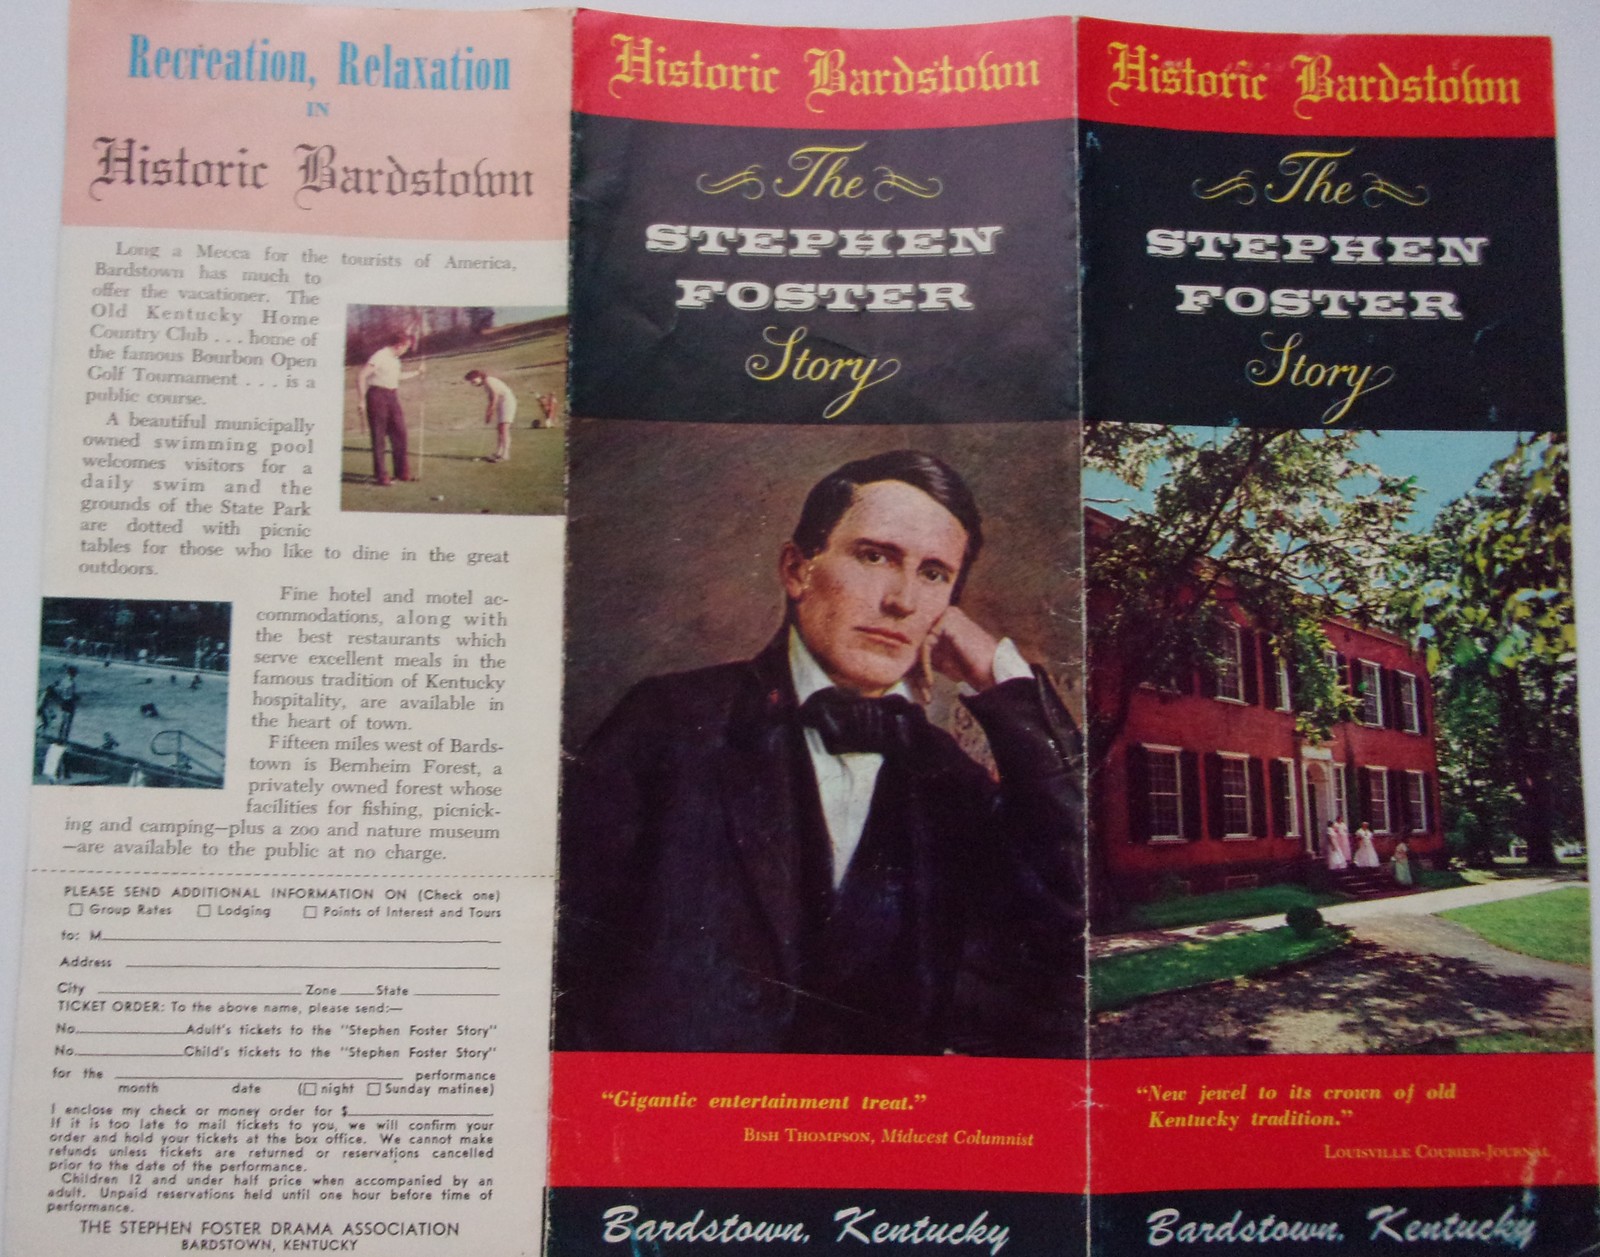 Recreation, Relaxation
IN
Historic Bardstown
Long a Mecca for the tourists of America,
Bardstown has much to
offer the vacationer. The
Old Kentucky Home
Country Club . . . home of
the famous Bourbon Open
Golf Tournament . . . is a
public course.
A beautiful municipally
owned swimming pool
welcomes visitors for a
daily swim and the
grounds of the State Park
are dotted with picnic
tables for those who like to dine in the great
outdoors.
Fine hotel and motel ac-
commodations, along with
the best restaurants which
serve excellent meals in the
famous tradition of Kentucky
hospitality, are available in
the heart of town.
Fifteen miles west of Bards-
town is Bernheim Forest, a
privately owned forest whose
facilities for fishing, picnick-
ing and camping—plus a zoo and nature museum
—are available to the public at no charge.
PLEASE SEND ADDITIONAL INFORMATION ON (Check one)
☐ Group Rates ☐ Lodging ☐ Points of Interest and Tours
to: M
Address
City Zone State
TICKET ORDER: To the above name, please send:—
No. Adult's tickets to the "Stephen Foster Story"
No. Child's tickets to the "Stephen Foster Story"
for the performance
month date (☐ night ☐ Sunday matinee)
I enclose my check or money order for $
If it is too late to mail tickets to you, we will confirm your
order and hold your tickets at the box office. We cannot make
refunds unless tickets are returned or reservations cancelled
prior to the date of the performance.
Children 12 and under half price when accompanied by an
adult. Unpaid reservations held until one hour before time of
performance.
THE STEPHEN FOSTER DRAMA ASSOCIATION
BARDSTOWN, KENTUCKY
Historic Bardstown
The
STEPHEN
FOSTER
Story
"Gigantic entertainment treat."
BISH THOMPSON, Midwest Columnist
Bardstown, Kentucky
Historic Bardstown
The
STEPHEN
FOSTER
Story
"New jewel to its crown of old
Kentucky tradition."
LOUISVILLE COURIER-JOURNAL
Bardstown, Kentucky